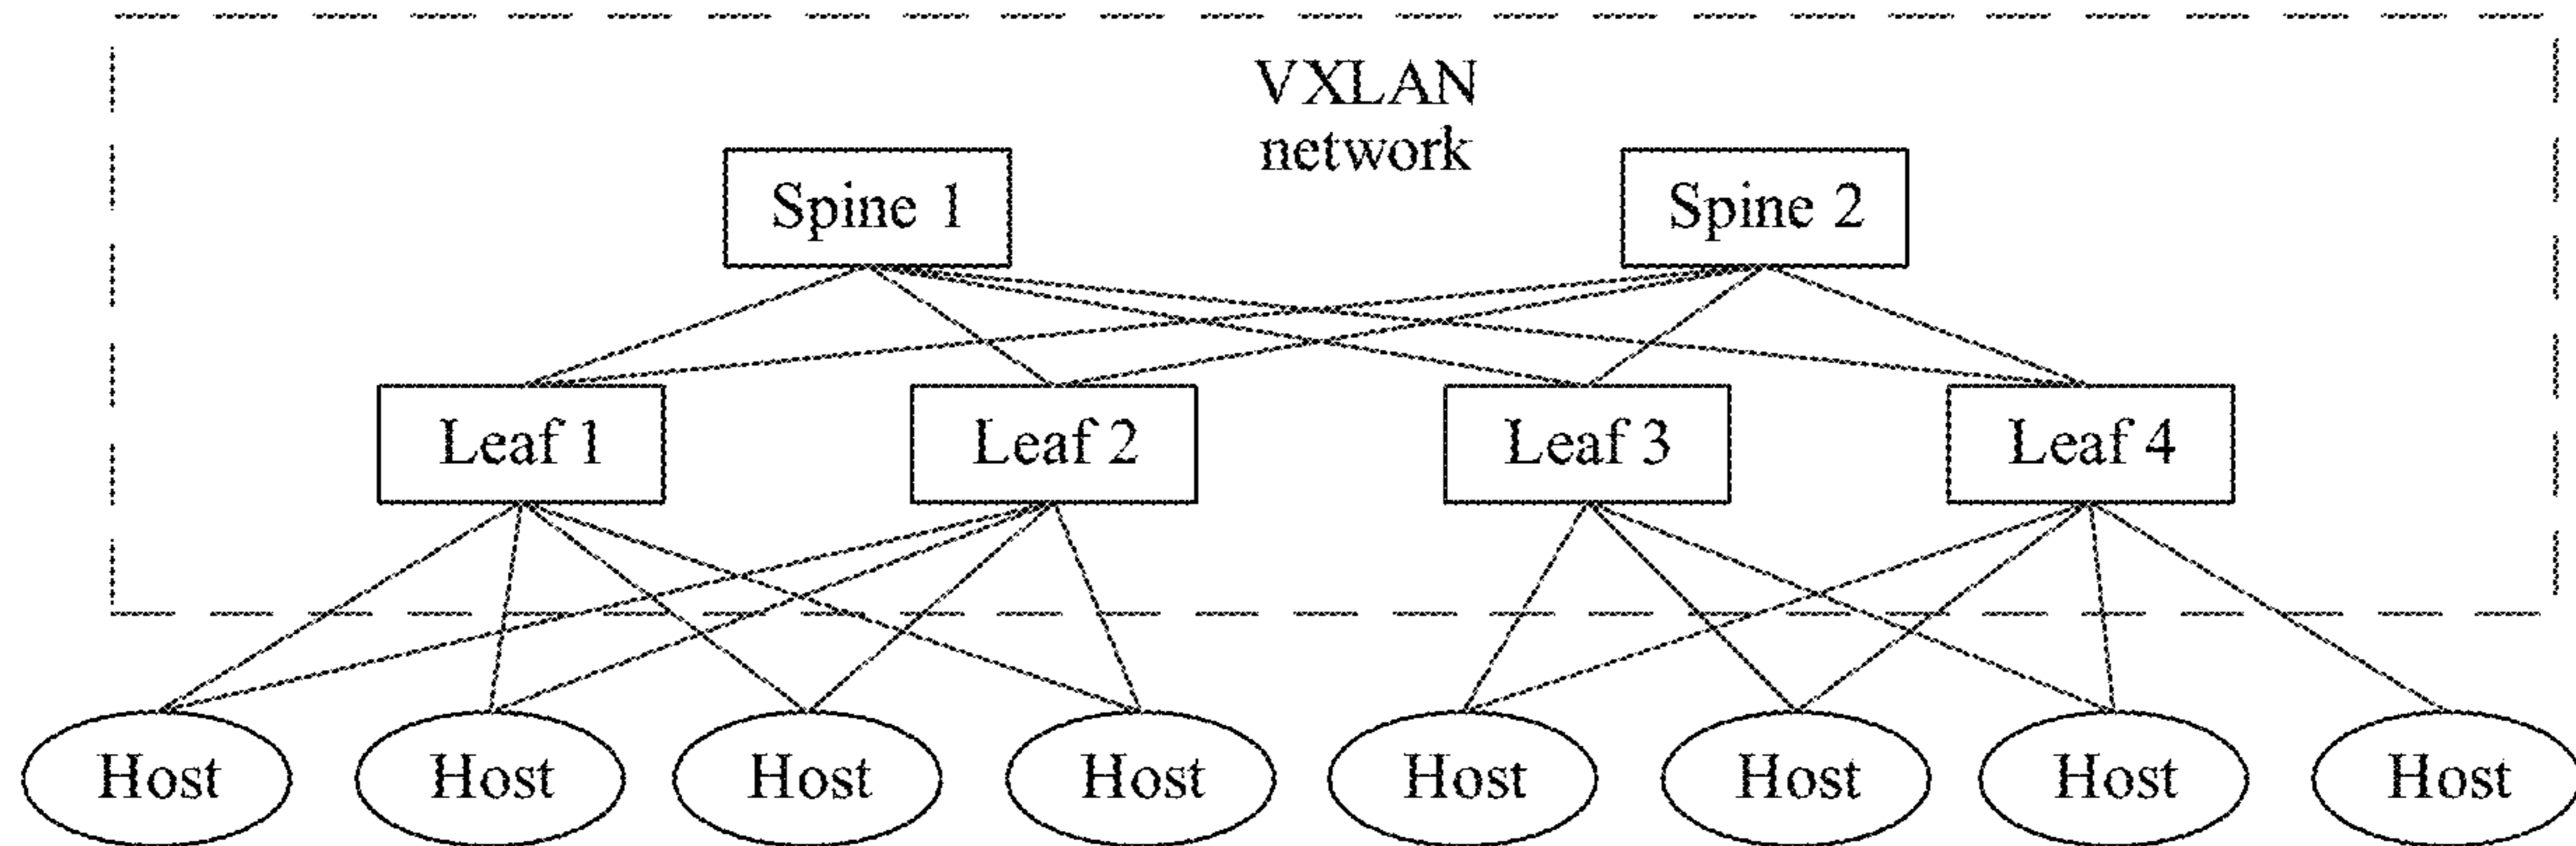 VXLAN
network
Spine 1
Spine 2
Leaf 1
Leaf 2
Leaf 3
Leaf 4
Host
Host
Host
Host
Host
Host
Host
Host